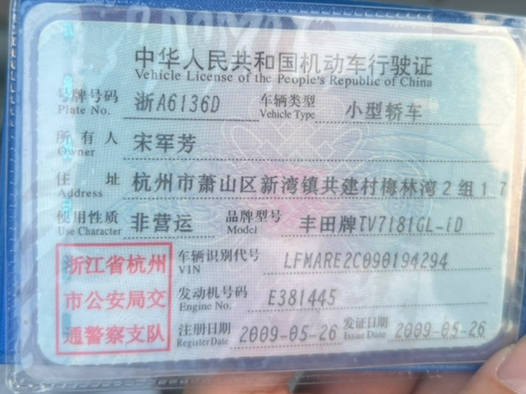 中华人民共和国机动车行驶证
Vehicle License of the People's Republic of China
号牌号码 浙A6136D 车辆类型 小型轿车
Plate No. Vehicle Type
所有人 宋军芳
Owner
住址 杭州市萧山区新湾镇共建村梅林湾2组17
Address
使用性质 非营运 品牌型号 丰田牌TV7181GL-iD
Use Character Model
浙江省杭州
市公安局交
通警察支队
车辆识别代号 LFMARE2C090194294
VIN
发动机号码 E381445
Engine No.
注册日期 2009-05-26 发证日期 2009-05-26
Register Date Issue Date